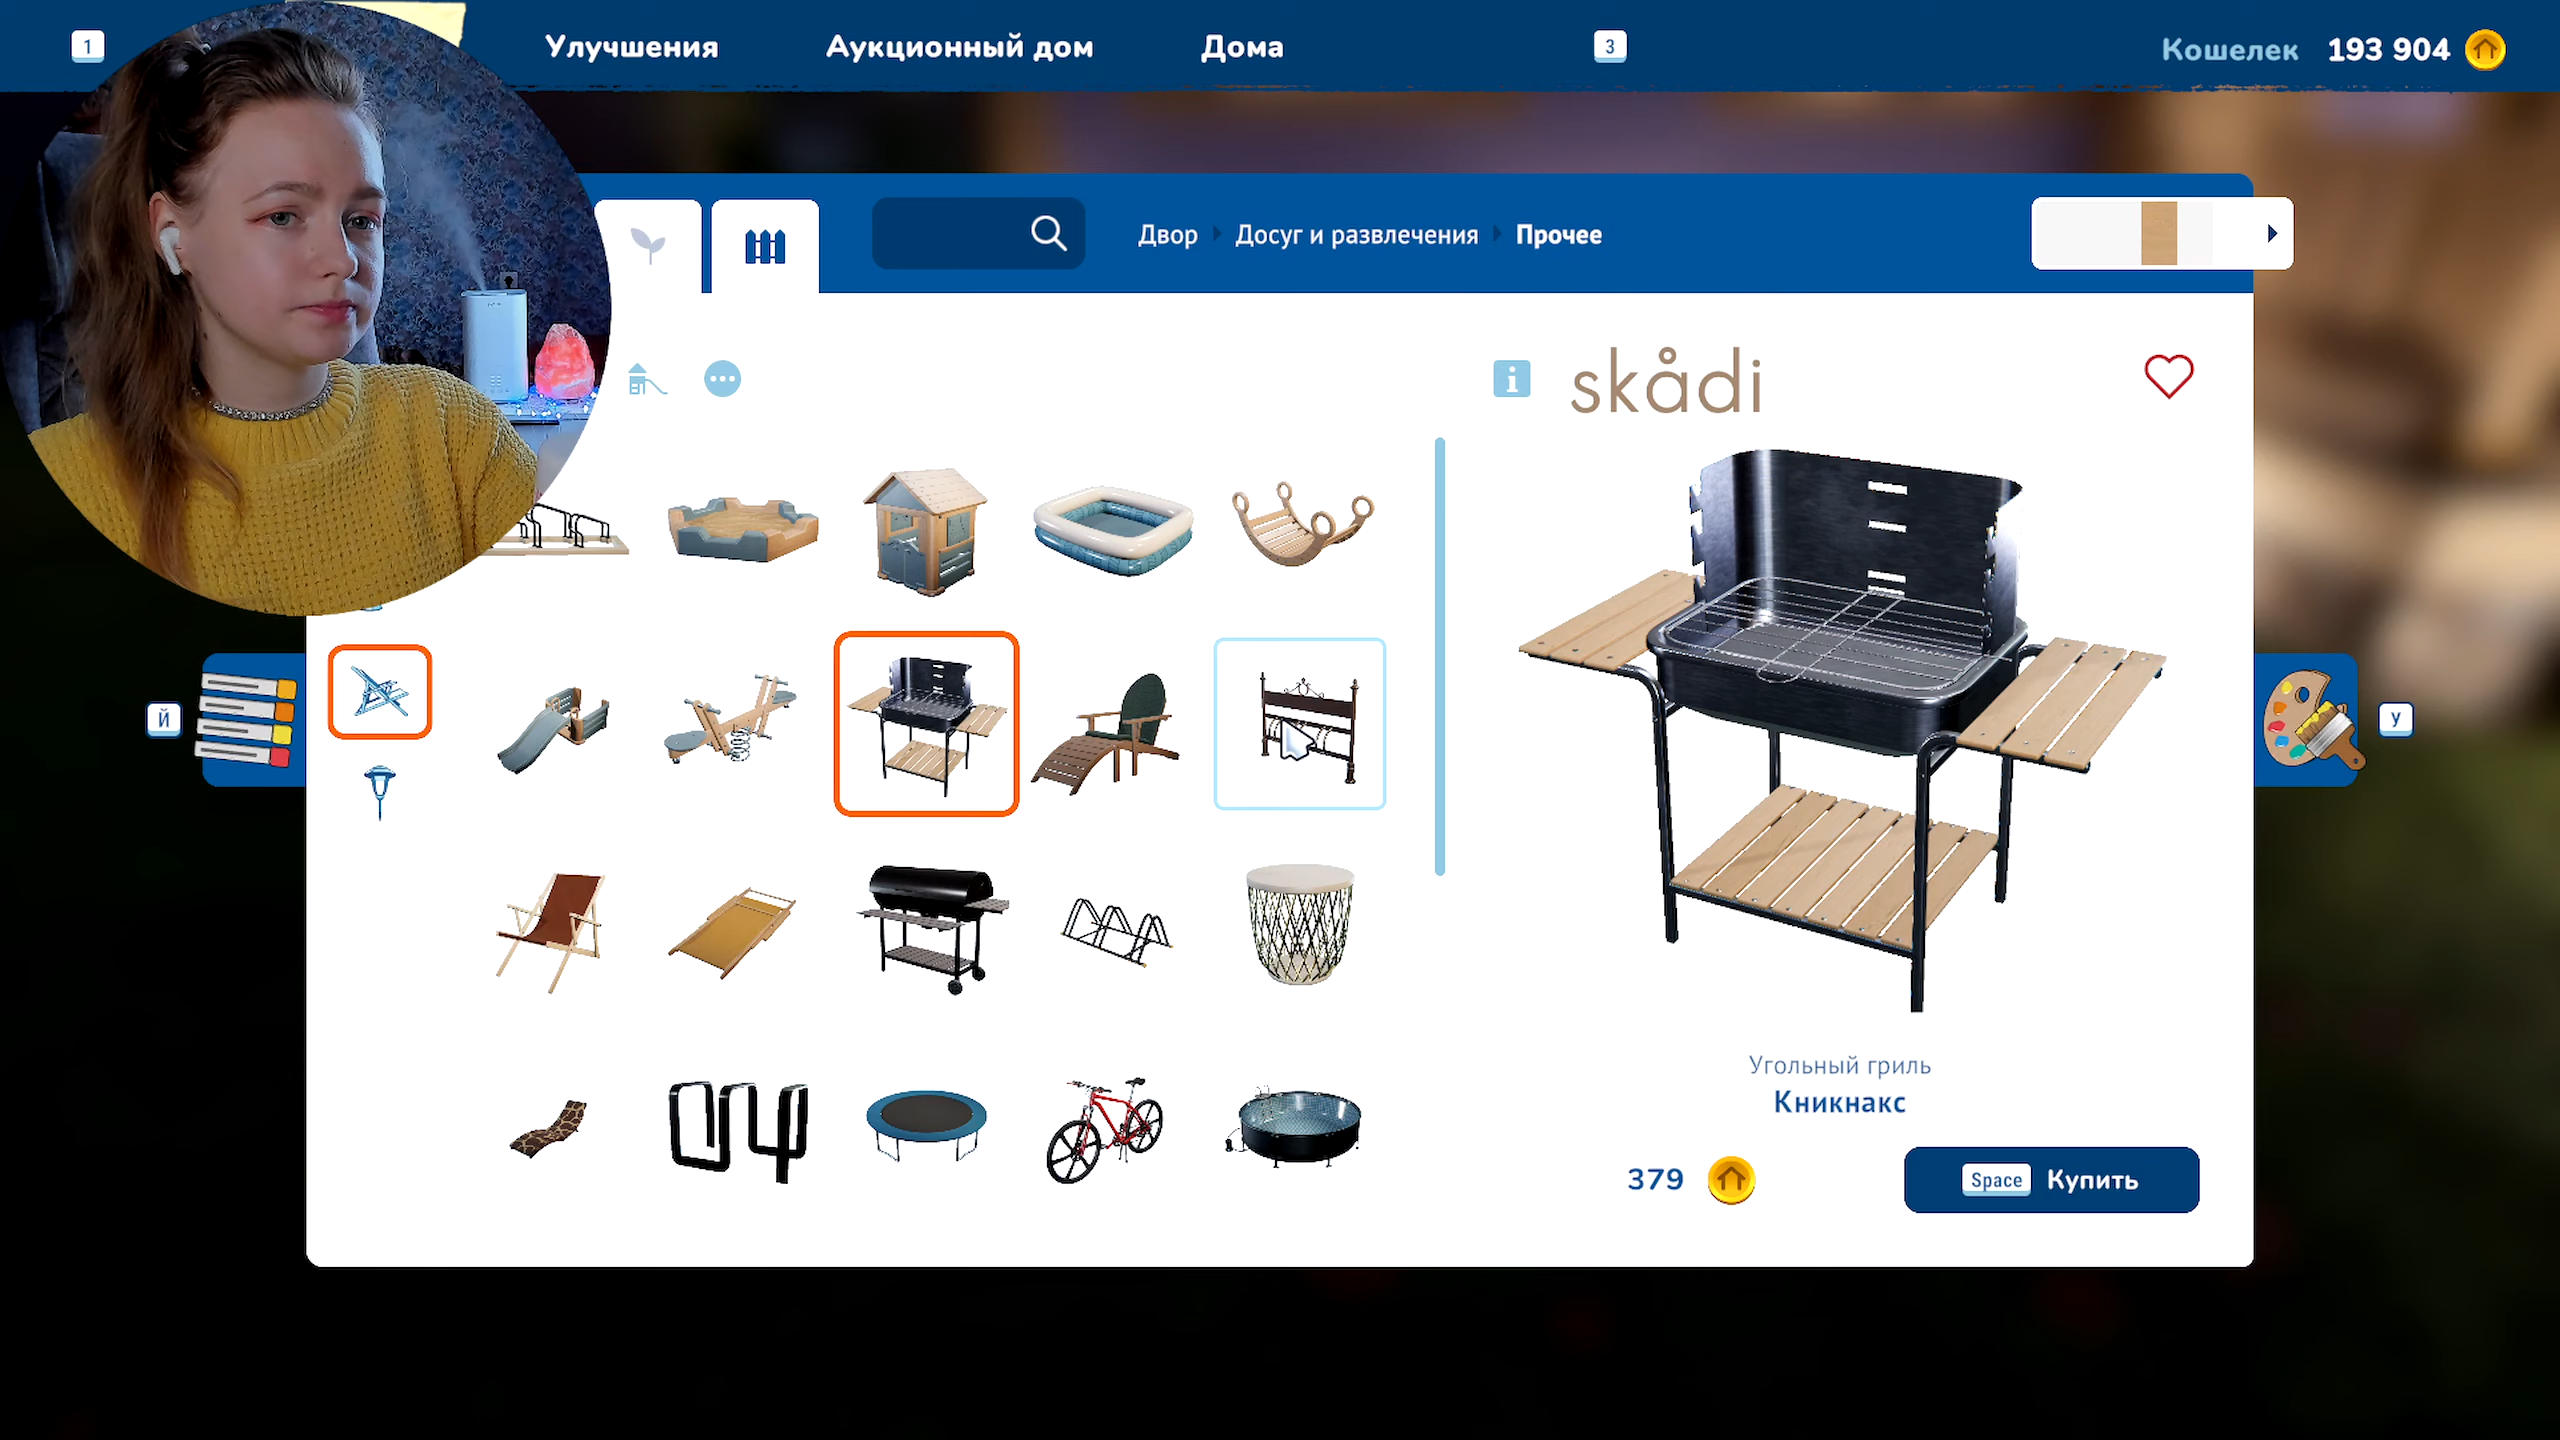 1
Улучшения
Аукционный дом
Дома
3
Кошелек 193 904
Двор Досуг и развлечения Прочее
i skådi
Й
У
Угольный гриль
Кникнакс
379
Space Купить